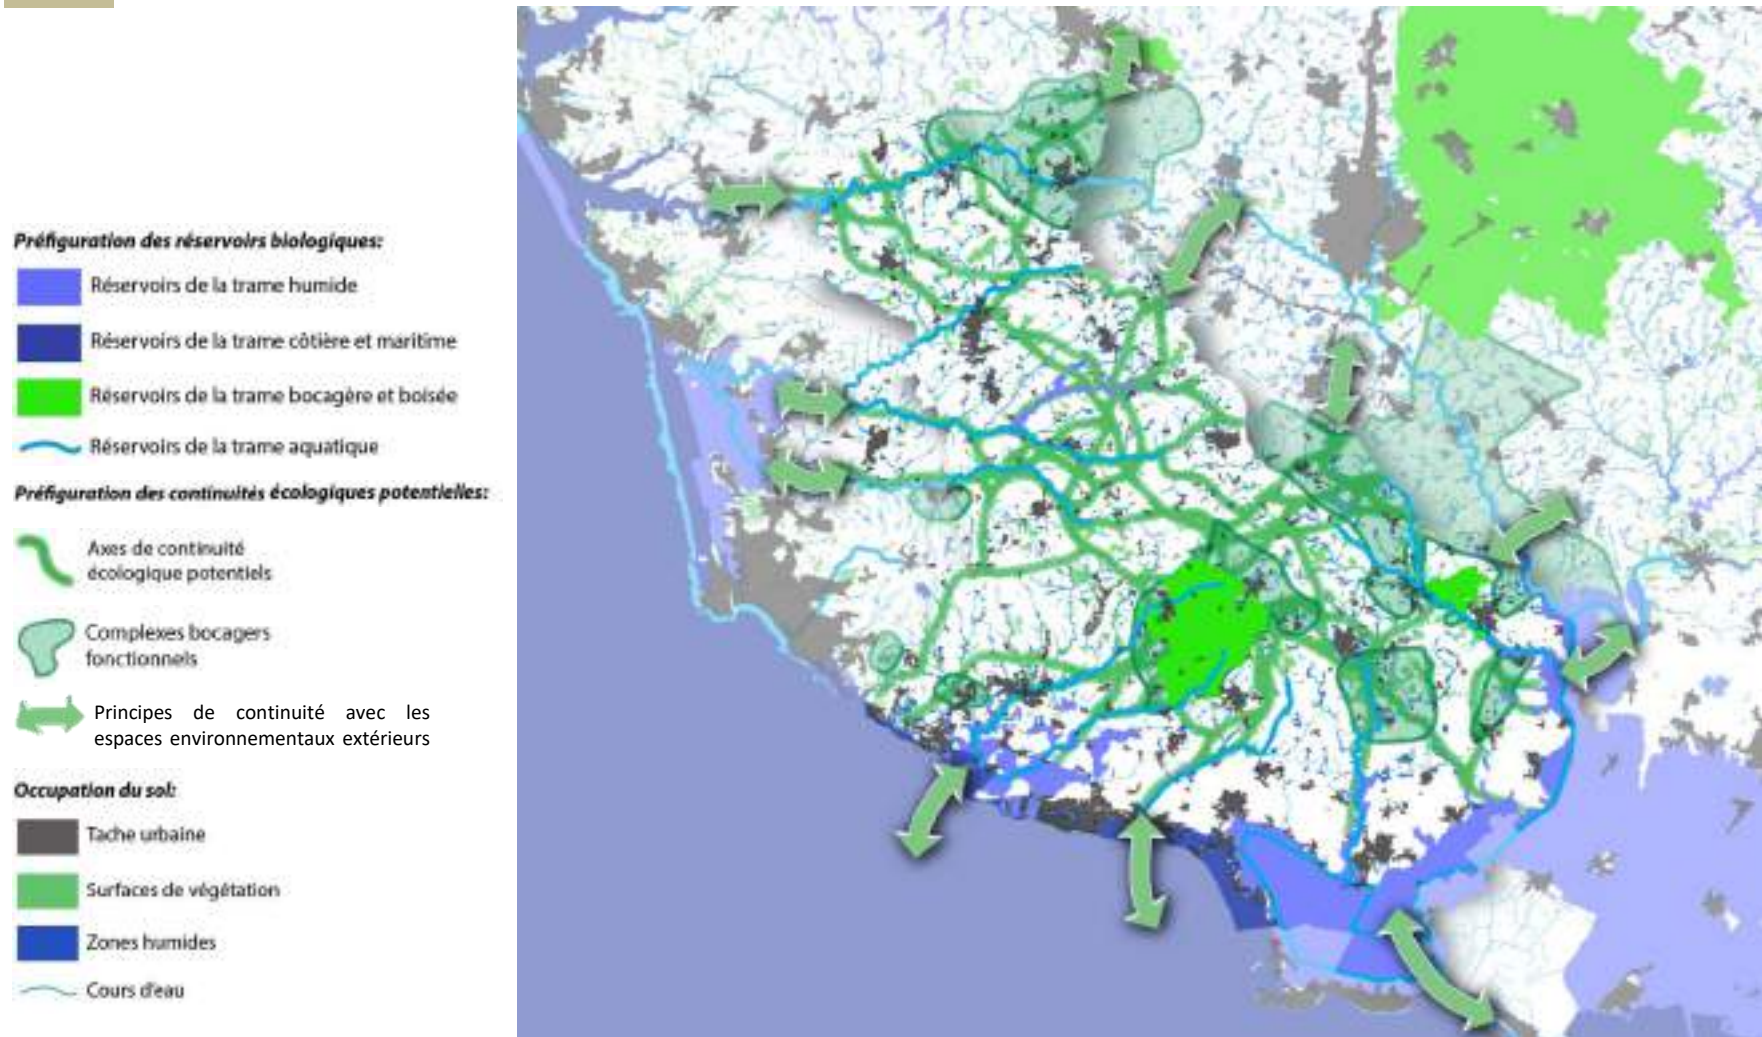 Préfiguration des réservoirs biologiques:
Réservoirs de la trame humide
Réservoirs de la trame côtière et maritime
Réservoirs de la trame bocagère et boisée
Réservoirs de la trame aquatique
Préfiguration des continuités écologiques potentielles:
Axes de continuité
écologique potentiels
Complexes bocagers
fonctionnels
Principes de continuité avec les
espaces environnementaux extérieurs
Occupation du sol:
Tache urbaine
Surfaces de végétation
Zones humides
Cours d'eau